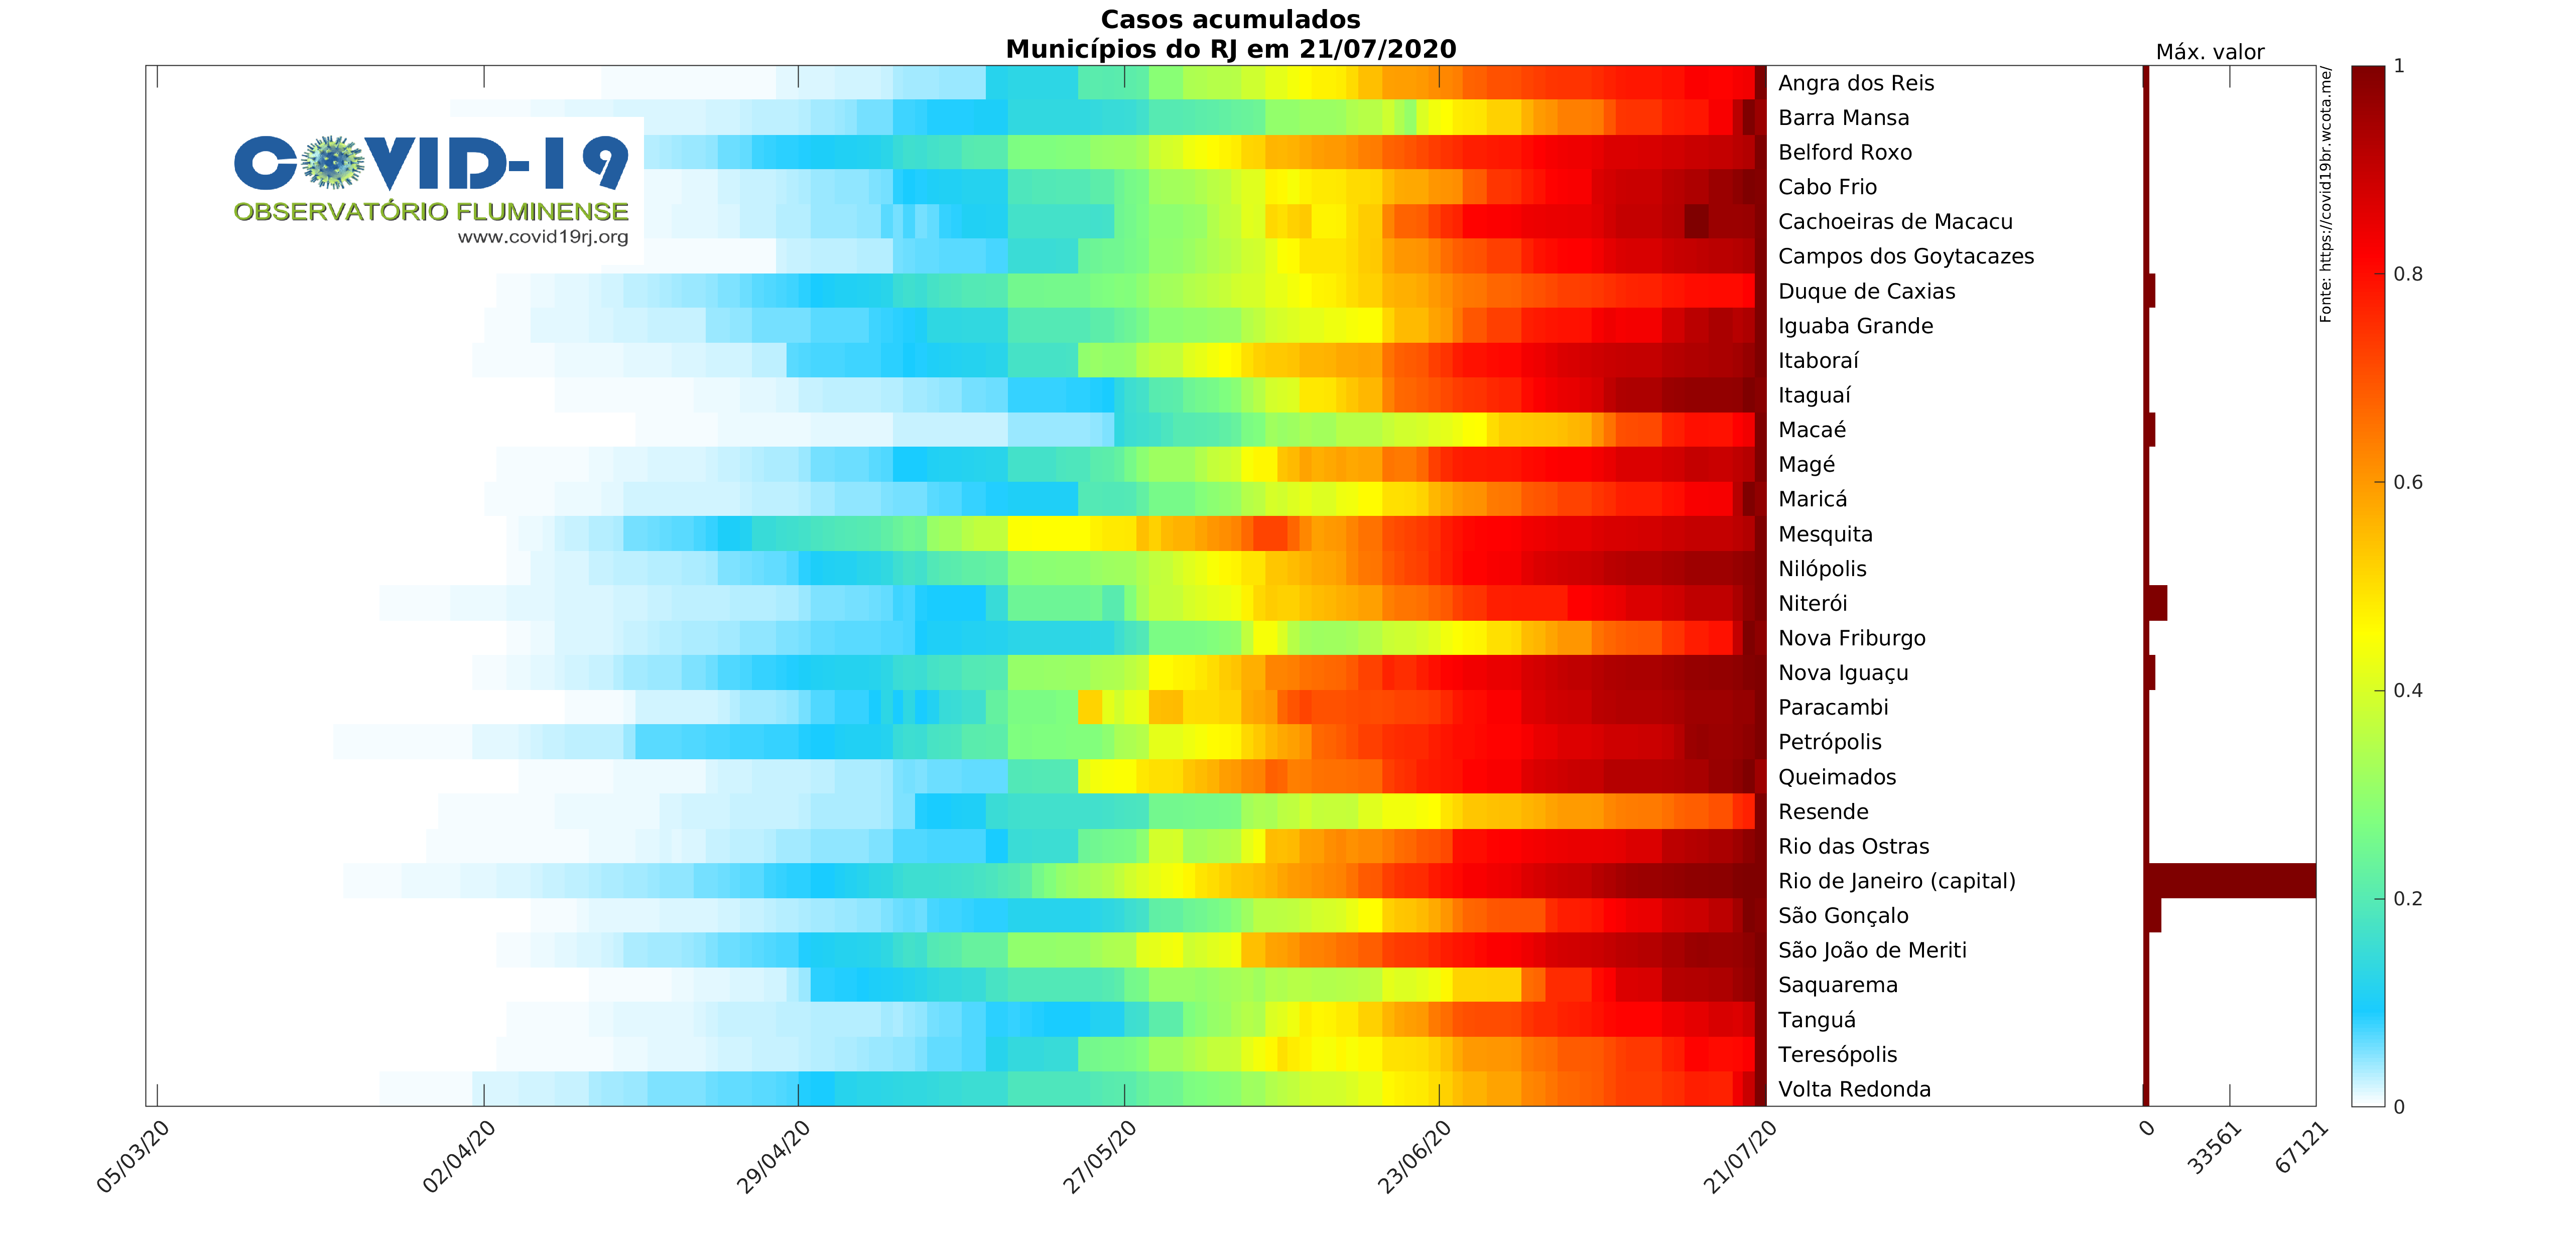 Casos acumulados
Municípios do RJ em 21/07/2020
Máx. valor
COVID-19
OBSERVATÓRIO FLUMINENSE
www.covid19rj.org
Angra dos Reis
Barra Mansa
Belford Roxo
Cabo Frio
Cachoeiras de Macacu
Campos dos Goytacazes
Duque de Caxias
Iguaba Grande
Itaboraí
Itaguaí
Macaé
Magé
Maricá
Mesquita
Nilópolis
Niterói
Nova Friburgo
Nova Iguaçu
Paracambi
Petrópolis
Queimados
Resende
Rio das Ostras
Rio de Janeiro (capital)
São Gonçalo
São João de Meriti
Saquarema
Tanguá
Teresópolis
Volta Redonda
Fonte: https://covid19br.wcota.me/
1
0.8
0.6
0.4
0.2
0
05/03/20
02/04/20
29/04/20
27/05/20
23/06/20
21/07/20
0
33561
67121